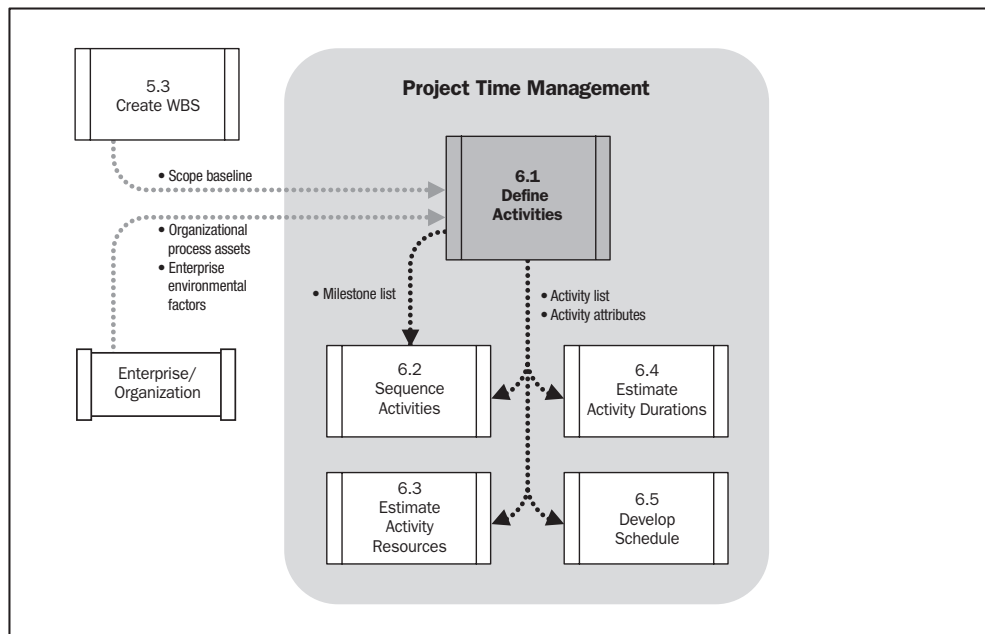 Project Time Management
5.3
Create WBS
• Scope baseline
6.1
Define
Activities
• Organizational
process assets
• Enterprise
environmental
factors
• Milestone list
• Activity list
• Activity attributes
Enterprise/
Organization
6.2
Sequence
Activities
6.4
Estimate
Activity Durations
6.3
Estimate
Activity
Resources
6.5
Develop
Schedule